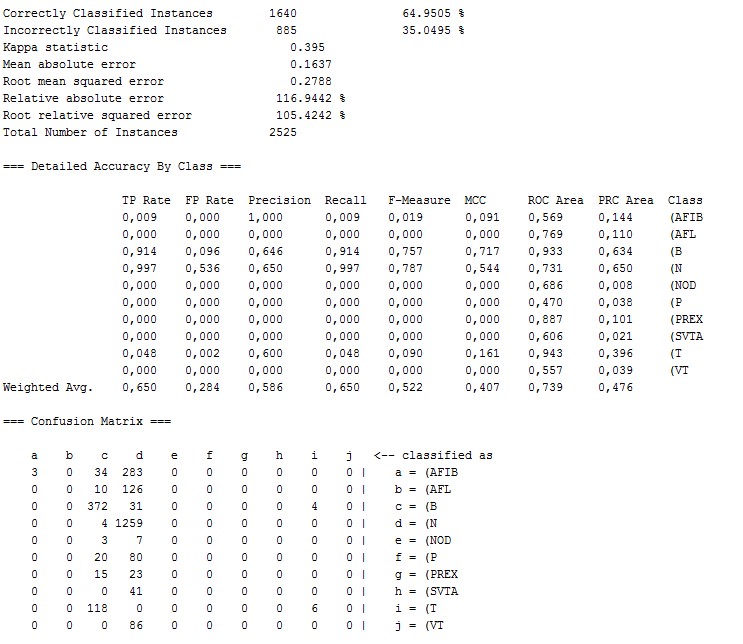 Correctly Classified Instances 1640 64.9505 %
Incorrectly Classified Instances 885 35.0495 %
Kappa statistic 0.395
Mean absolute error 0.1637
Root mean squared error 0.2788
Relative absolute error 116.9442 %
Root relative squared error 105.4242 %
Total Number of Instances 2525
=== Detailed Accuracy By Class ===
TP Rate FP Rate Precision Recall F-Measure MCC ROC Area PRC Area Class
0,009 0,000 1,000 0,009 0,019 0,091 0,569 0,144 (AFIB
0,000 0,000 0,000 0,000 0,000 0,000 0,769 0,110 (AFL
0,914 0,096 0,646 0,914 0,757 0,717 0,933 0,634 (B
0,997 0,536 0,650 0,997 0,787 0,544 0,731 0,650 (N
0,000 0,000 0,000 0,000 0,000 0,000 0,686 0,008 (NOD
0,000 0,000 0,000 0,000 0,000 0,000 0,470 0,038 (P
0,000 0,000 0,000 0,000 0,000 0,000 0,887 0,101 (PREX
0,000 0,000 0,000 0,000 0,000 0,000 0,606 0,021 (SVTA
0,048 0,002 0,600 0,048 0,090 0,161 0,943 0,396 (T
0,000 0,000 0,000 0,000 0,000 0,000 0,557 0,039 (VT
Weighted Avg. 0,650 0,284 0,586 0,650 0,522 0,407 0,739 0,476
=== Confusion Matrix ===
a b c d e f g h i j <-- classified as
3 0 34 283 0 0 0 0 0 0 | a = (AFIB
0 0 10 126 0 0 0 0 0 0 | b = (AFL
0 0 372 31 0 0 0 0 4 0 | c = (B
0 0 4 1259 0 0 0 0 0 0 | d = (N
0 0 3 7 0 0 0 0 0 0 | e = (NOD
0 0 20 80 0 0 0 0 0 0 | f = (P
0 0 15 23 0 0 0 0 0 0 | g = (PREX
0 0 0 41 0 0 0 0 0 0 | h = (SVTA
0 0 118 0 0 0 0 0 6 0 | i = (T
0 0 0 86 0 0 0 0 0 0 | j = (VT